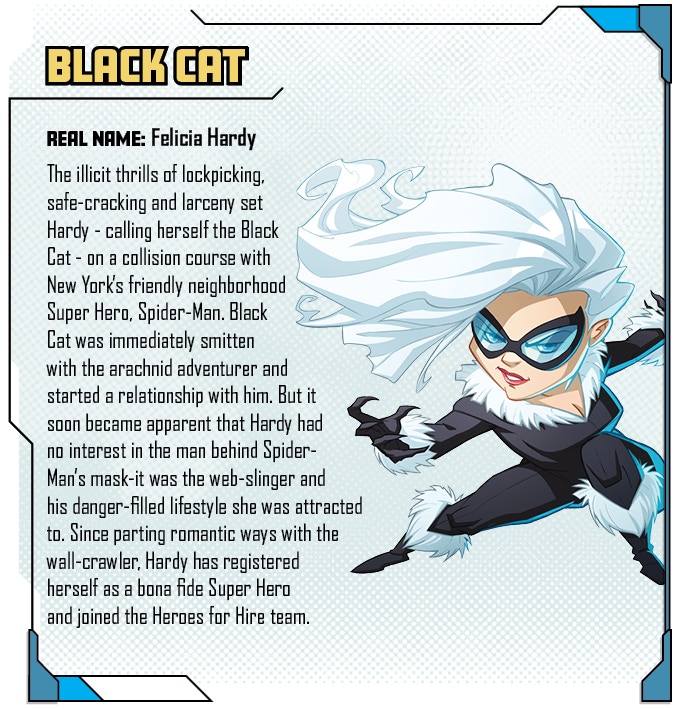 BLACK CAT
REAL NAME: Felicia Hardy
The illicit thrills of lockpicking,
safe-cracking and larceny set
Hardy - calling herself the Black
Cat - on a collision course with
New York's friendly neighborhood
Super Hero, Spider-Man. Black
Cat was immediately smitten
with the arachnid adventurer and
started a relationship with him. But it
soon became apparent that Hardy had
no interest in the man behind Spider-
Man's mask-it was the web-slinger and
his danger-filled lifestyle she was attracted
to. Since parting romantic ways with the
wall-crawler, Hardy has registered
herself as a bona fide Super Hero
and joined the Heroes for Hire team.